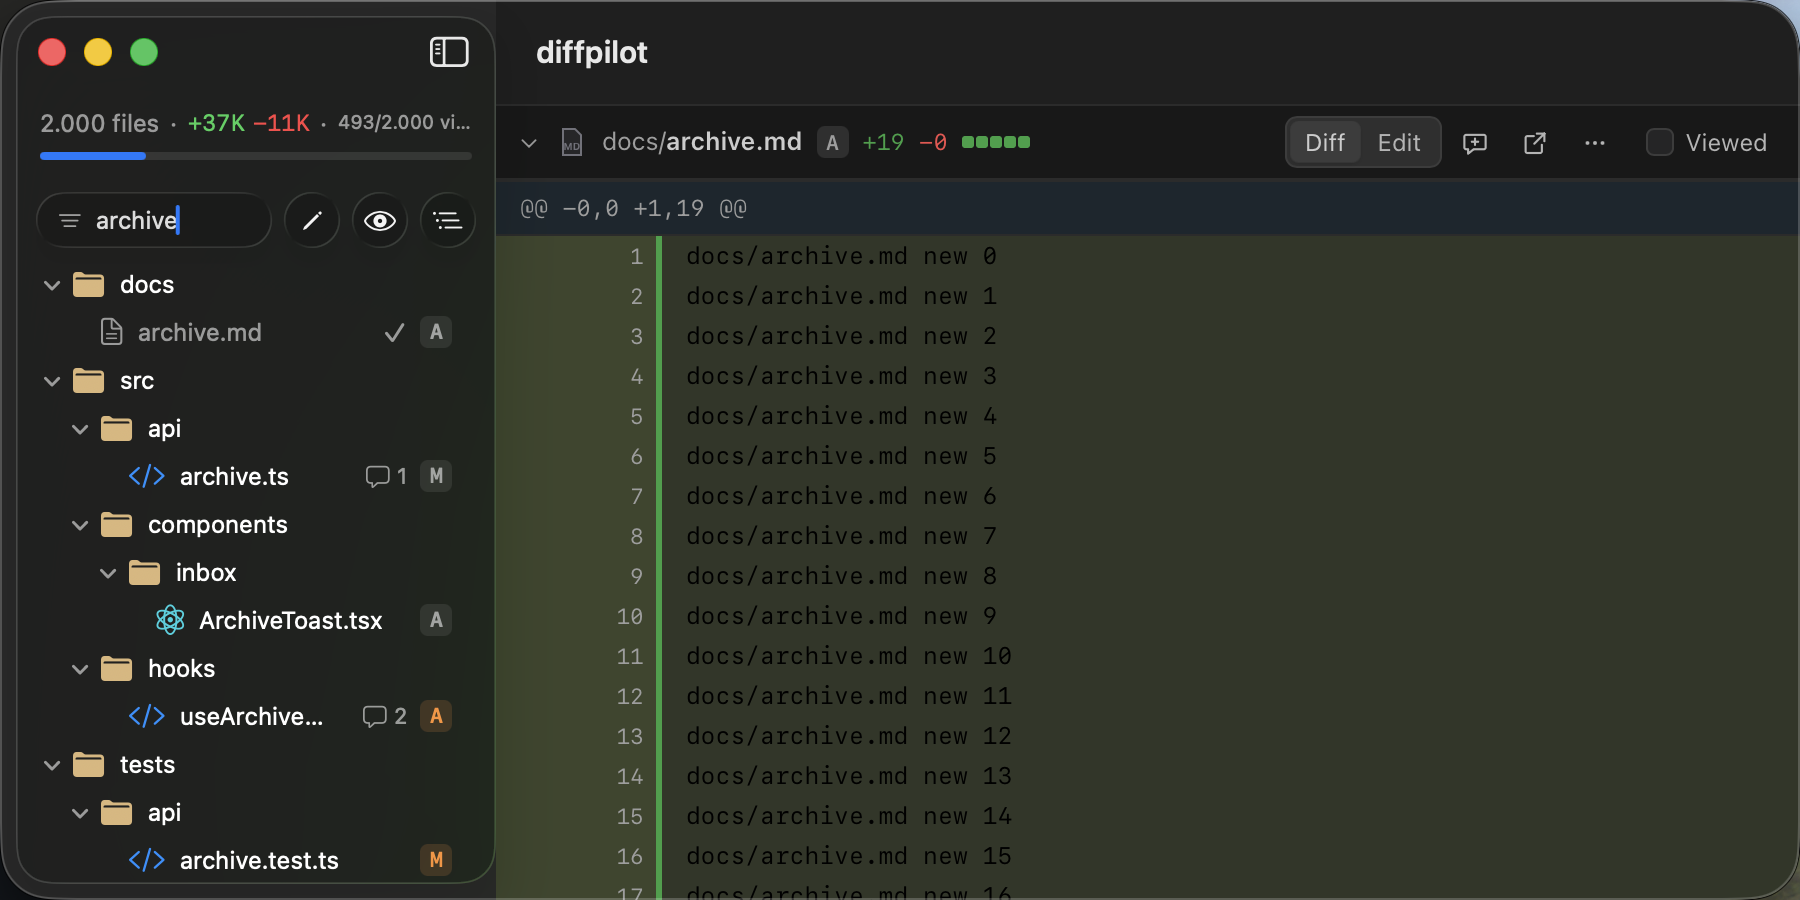 diffpilot
2.000 files · +37K −11K · 493/2.000 vi...
archive
docs
archive.md A
src
api
archive.ts 1 M
components
inbox
ArchiveToast.tsx A
hooks
useArchive... 2 A
tests
api
archive.test.ts M
MD docs/archive.md A +19 −0 Diff Edit ... Viewed
@@ −0,0 +1,19 @@
1 docs/archive.md new 0
2 docs/archive.md new 1
3 docs/archive.md new 2
4 docs/archive.md new 3
5 docs/archive.md new 4
6 docs/archive.md new 5
7 docs/archive.md new 6
8 docs/archive.md new 7
9 docs/archive.md new 8
10 docs/archive.md new 9
11 docs/archive.md new 10
12 docs/archive.md new 11
13 docs/archive.md new 12
14 docs/archive.md new 13
15 docs/archive.md new 14
16 docs/archive.md new 15
17 docs/archive.md new 16